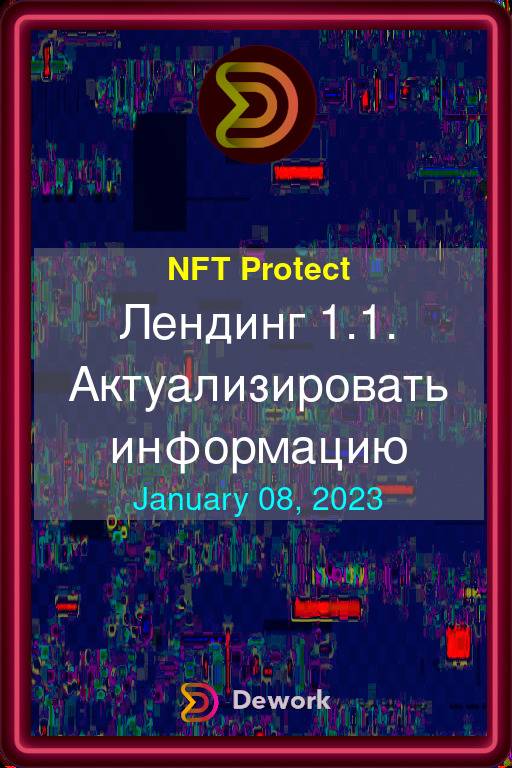 NFT Protect
Лендинг 1.1.
Актуализировать
информацию
January 08, 2023
Dework